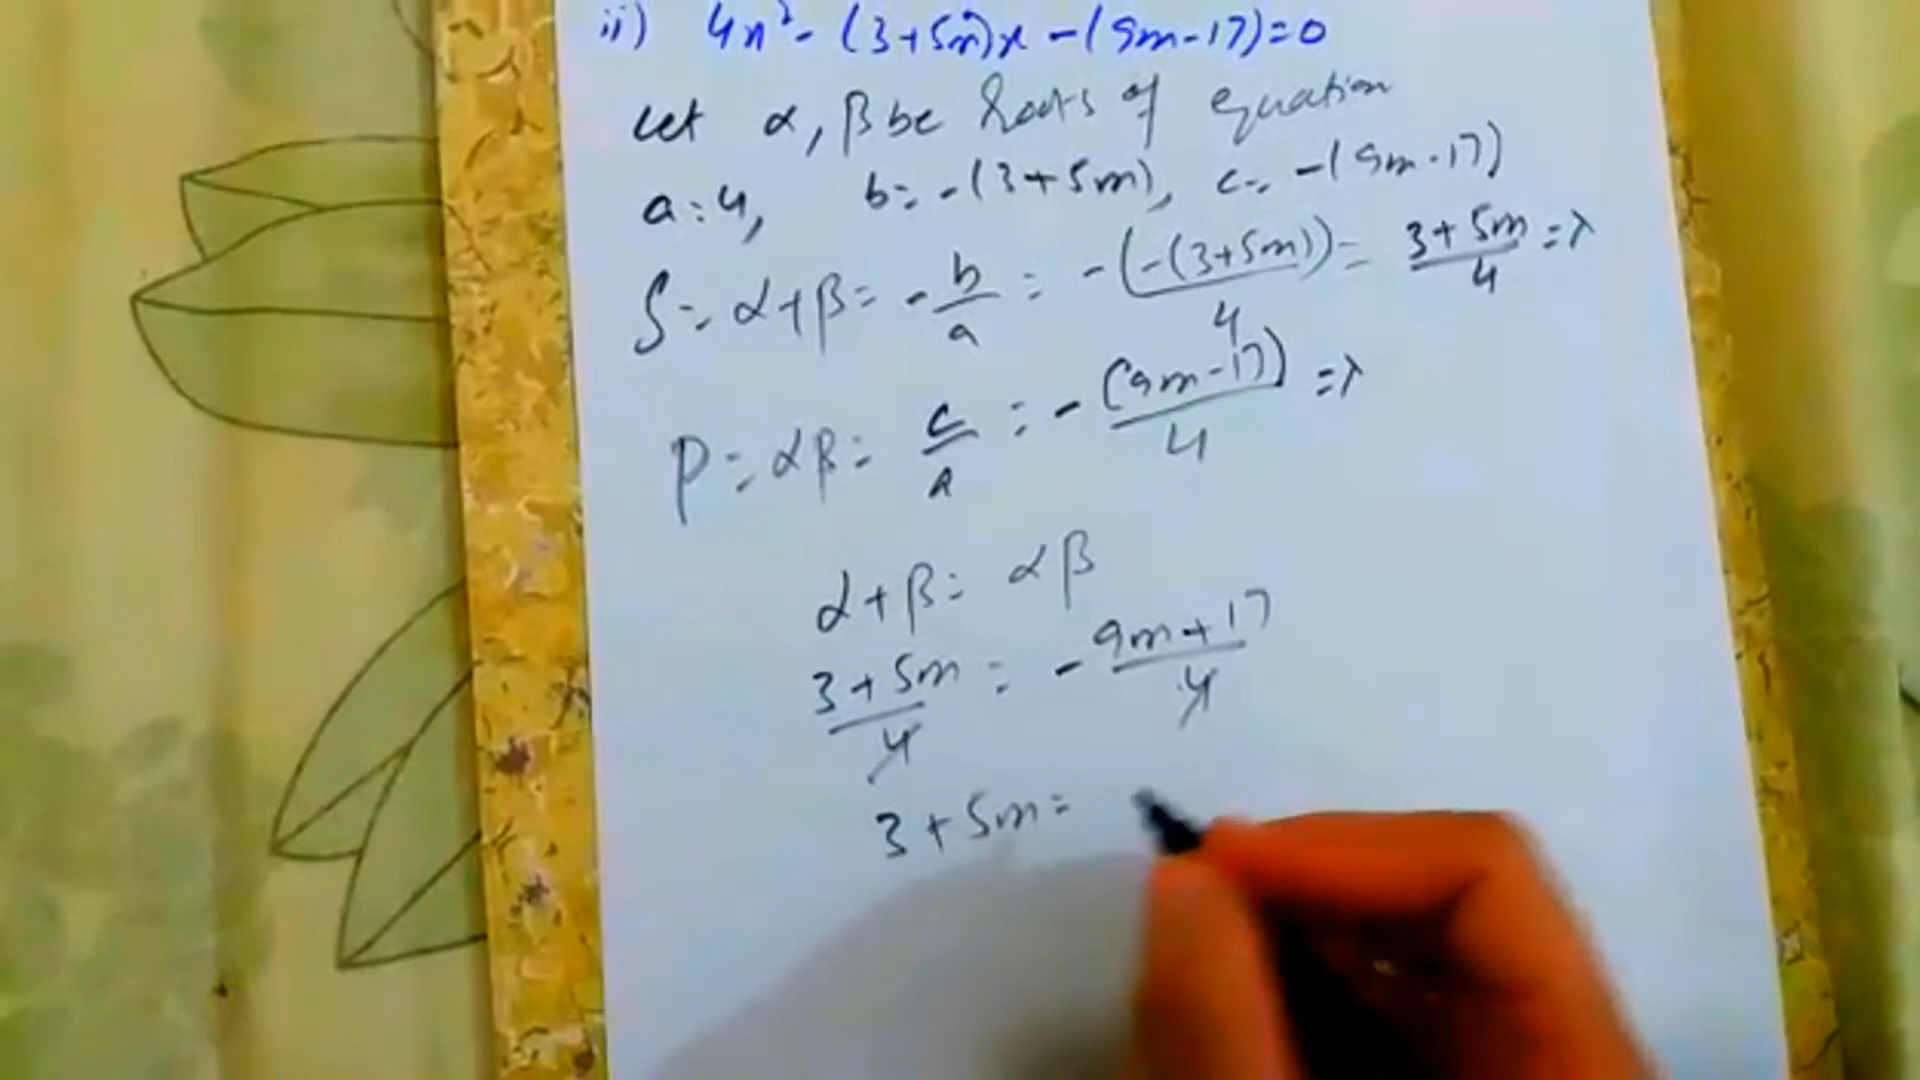 ii) 4x² - (3+5m)x - (9m-17)=0
Let α, β be Roots of equation
a=4, b= -(3+5m), c= -(9m-17)
S= α+β= -b/a = -(-(3+5m))/4 = (3+5m)/4 = λ
P= αβ= c/a = -(9m-17)/4 = λ
α+β= αβ
(3+5m)/4 = (-9m+17)/4
3+5m=